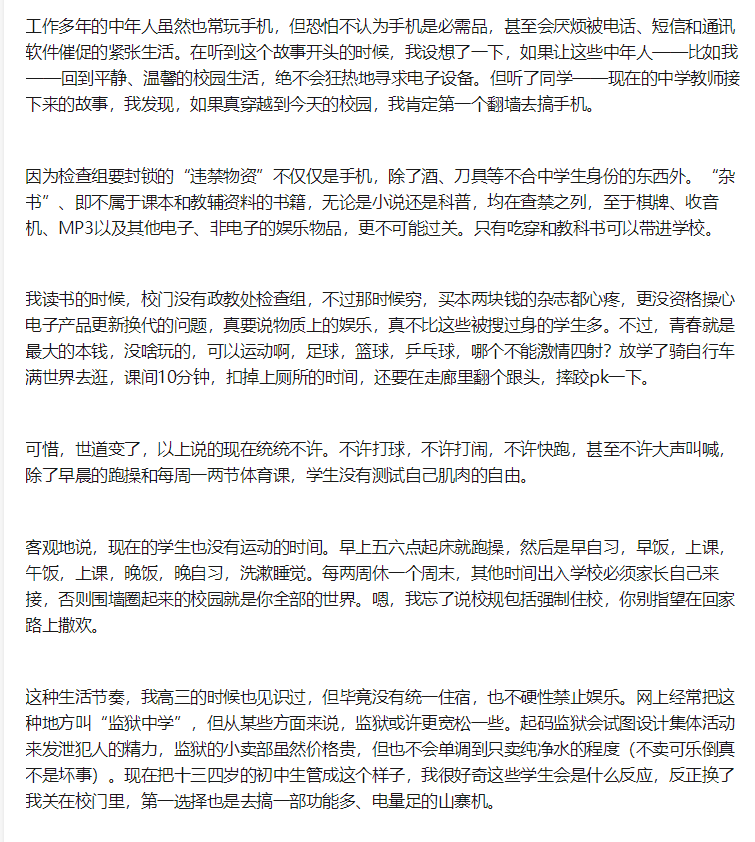 工作多年的中年人虽然也常玩手机，但恐怕不认为手机是必需品，甚至会厌烦被电话、短信和通讯
软件催促的紧张生活。在听到这个故事开头的时候，我设想了一下，如果让这些中年人——比如我
——回到平静、温馨的校园生活，绝不会狂热地寻求电子设备。但听了同学——现在的中学教师接
下来的故事，我发现，如果真穿越到今天的校园，我肯定第一个翻墙去搞手机。
因为检查组要封锁的“违禁物资”不仅仅是手机，除了酒、刀具等不合中学生身份的东西外。“杂
书”、即不属于课本和教辅资料的书籍，无论是小说还是科普，均在查禁之列，至于棋牌、收音
机、MP3以及其他电子、非电子的娱乐物品，更不可能过关。只有吃穿和教科书可以带进学校。
我读书的时候，校门没有政教处检查组，不过那时候穷，买本两块钱的杂志都心疼，更没资格操心
电子产品更新换代的问题，真要说物质上的娱乐，真不比这些被搜过身的学生多。不过，青春就是
最大的本钱，没啥玩的，可以运动啊，足球，篮球，乒乓球，哪个不能激情四射？放学了骑自行车
满世界去逛，课间10分钟，扣掉上厕所的时间，还要在走廊里翻个跟头，摔跤pk一下。
可惜，世道变了，以上说的现在统统不许。不许打球，不许打闹，不许快跑，甚至不许大声叫喊，
除了早晨的跑操和每周一两节体育课，学生没有测试自己肌肉的自由。
客观地说，现在的学生也没有运动的时间。早上五六点起床就跑操，然后是早自习，早饭，上课，
午饭，上课，晚饭，晚自习，洗漱睡觉。每两周休一个周末，其他时间出入学校必须家长自己来
接，否则围墙圈起来的校园就是你全部的世界。嗯，我忘了说校规包括强制住校，你别指望在回家
路上撒欢。
这种生活节奏，我高三的时候也见识过，但毕竟没有统一住宿，也不硬性禁止娱乐。网上经常把这
种地方叫“监狱中学”，但从某些方面来说，监狱或许更宽松一些。起码监狱会试图设计集体活动
来发泄犯人的精力，监狱的小卖部虽然价格贵，但也不会单调到只卖纯净水的程度（不卖可乐倒真
不是坏事）。现在把十三四岁的初中生管成这个样子，我很好奇这些学生会是什么反应，反正换了
我关在校门里，第一选择也是去搞一部功能多、电量足的山寨机。